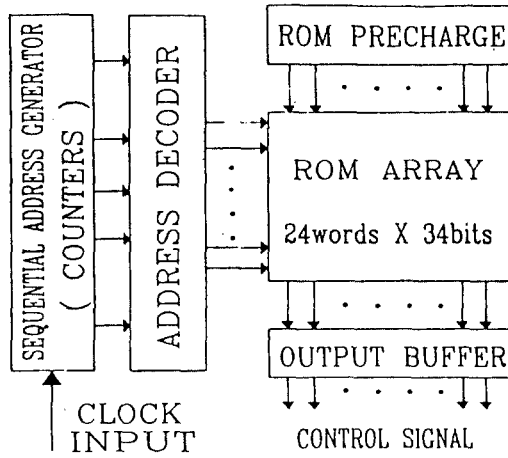 SEQUENTIAL ADDRESS GENERATOR
( COUNTERS )
ADDRESS DECODER
ROM PRECHARGE
ROM ARRAY
24words X 34bits
OUTPUT BUFFER
CLOCK
INPUT
CONTROL SIGNAL